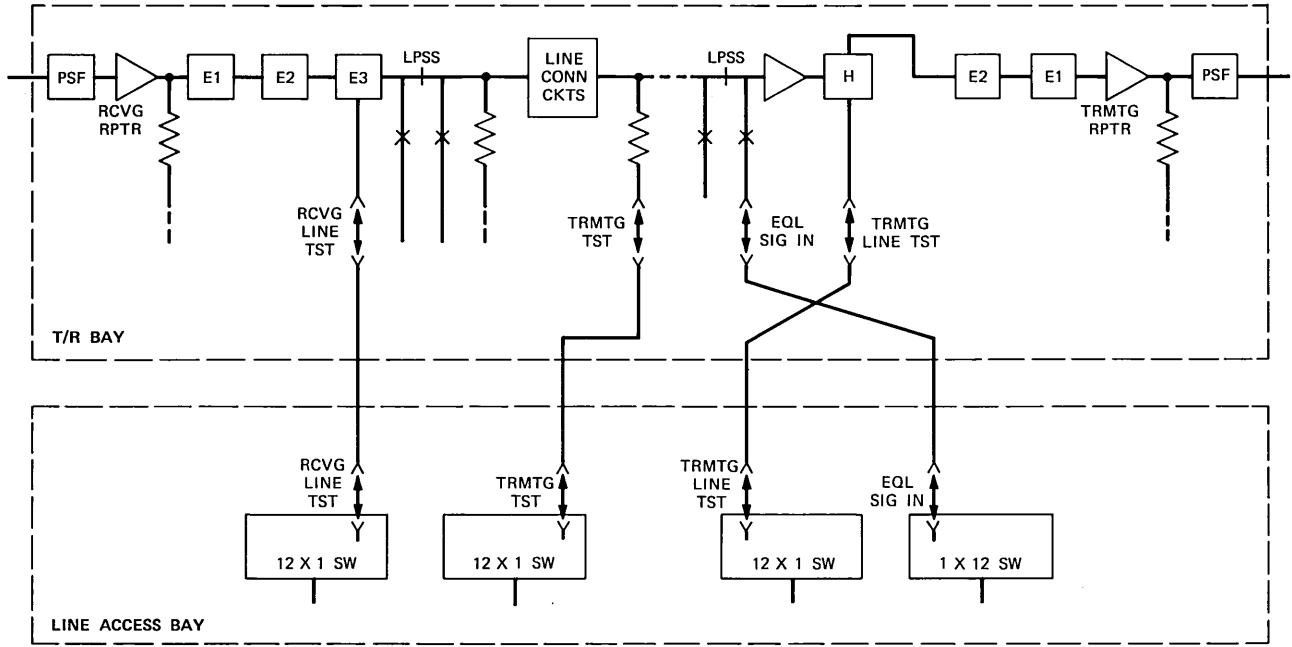 LPSS
LPSS
PSF
RCVG
RPTR
E1
E2
E3
LINE
CONN
CKTS
H
E2
E1
TRMTG
RPTR
PSF
RCVG
LINE
TST
TRMTG
TST
EQL
SIG IN
TRMTG
LINE TST
T/R BAY
RCVG
LINE
TST
TRMTG
TST
TRMTG
LINE
TST
EQL
SIG IN
12 X 1 SW
12 X 1 SW
12 X 1 SW
1 X 12 SW
LINE ACCESS BAY